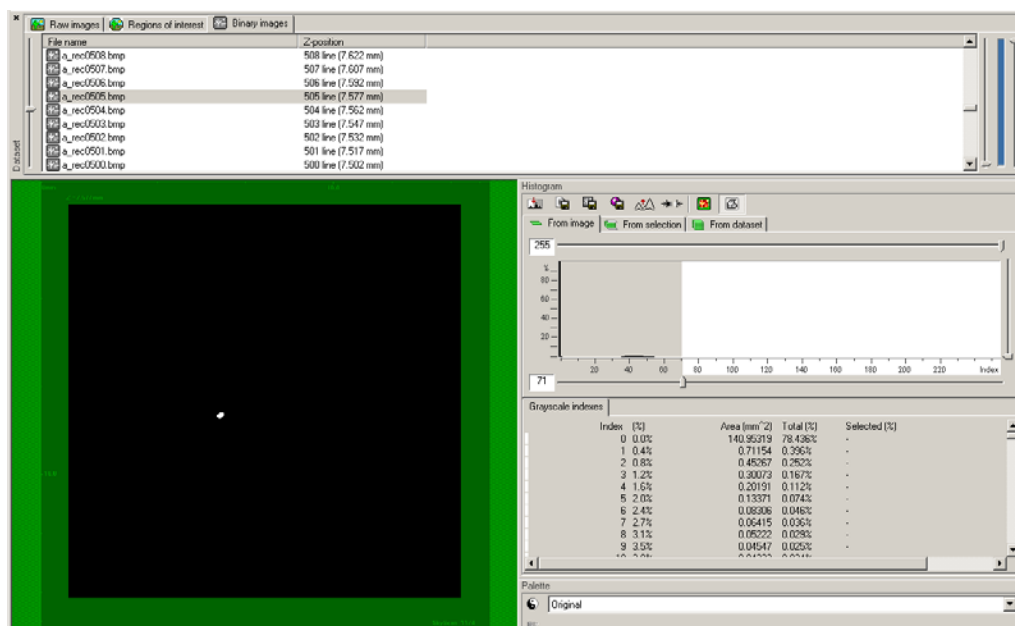 Raw images Regions of interest Binary images
File name Z-position
a_rec0508.bmp 508 line (7.622 mm)
a_rec0507.bmp 507 line (7.607 mm)
a_rec0506.bmp 506 line (7.592 mm)
a_rec0505.bmp 505 line (7.577 mm)
a_rec0504.bmp 504 line (7.562 mm)
a_rec0503.bmp 503 line (7.547 mm)
a_rec0502.bmp 502 line (7.532 mm)
a_rec0501.bmp 501 line (7.517 mm)
a_rec0500.bmp 500 line (7.502 mm)
Dataset
Histogram
From image From selection From dataset
255
%
80
60
40
20
20 40 60 80 100 120 140 160 180 200 220 Index
71
Grayscale indexes
Index (%) Area (mm^2) Total (%) Selected (%)
0 0.0% 140.95319 78.436% -
1 0.4% 0.71154 0.396% -
2 0.8% 0.45267 0.252% -
3 1.2% 0.30073 0.167% -
4 1.6% 0.20191 0.112% -
5 2.0% 0.13371 0.074% -
6 2.4% 0.08306 0.046% -
7 2.7% 0.06415 0.036% -
8 3.1% 0.05222 0.029% -
9 3.5% 0.04547 0.025% -
Palette
Original